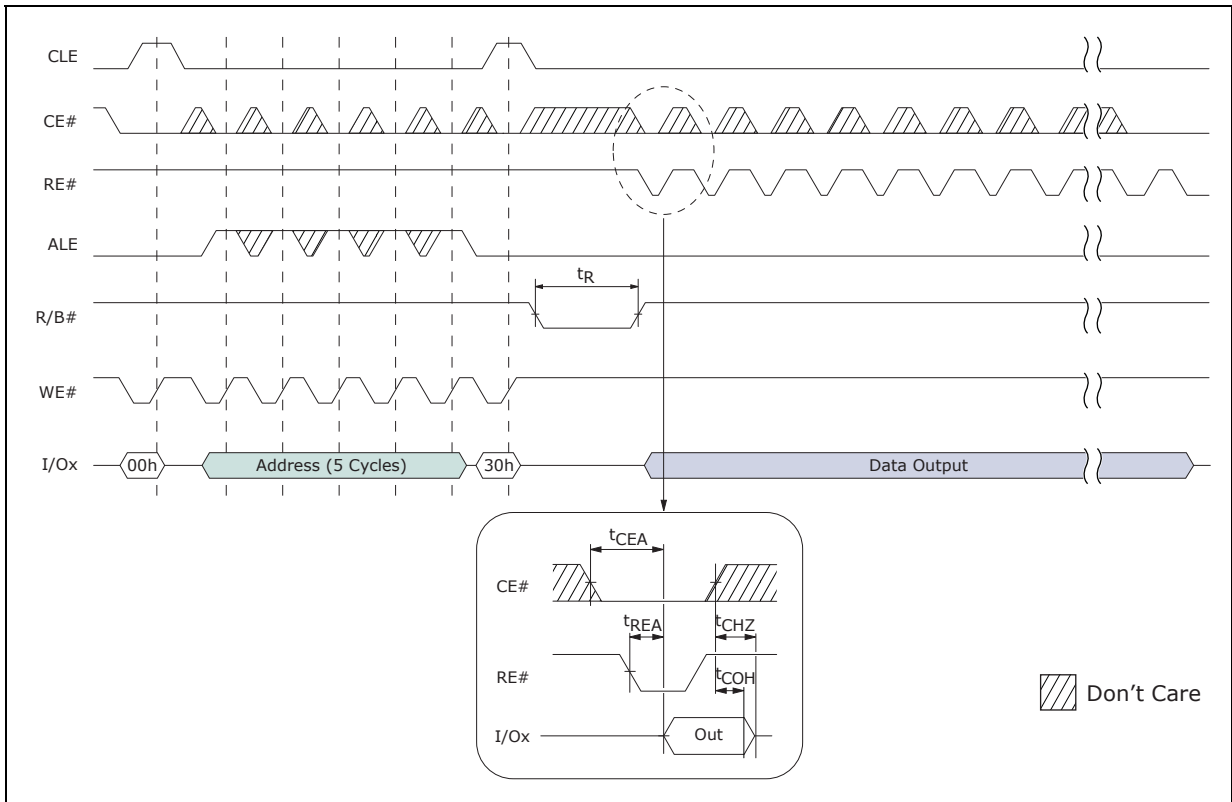 CLE
CE#
RE#
ALE
tR
R/B#
WE#
I/Ox
00h
Address (5 Cycles)
30h
Data Output
tCEA
CE#
tREA
tCHZ
RE#
tCOH
I/Ox
Out
Don't Care